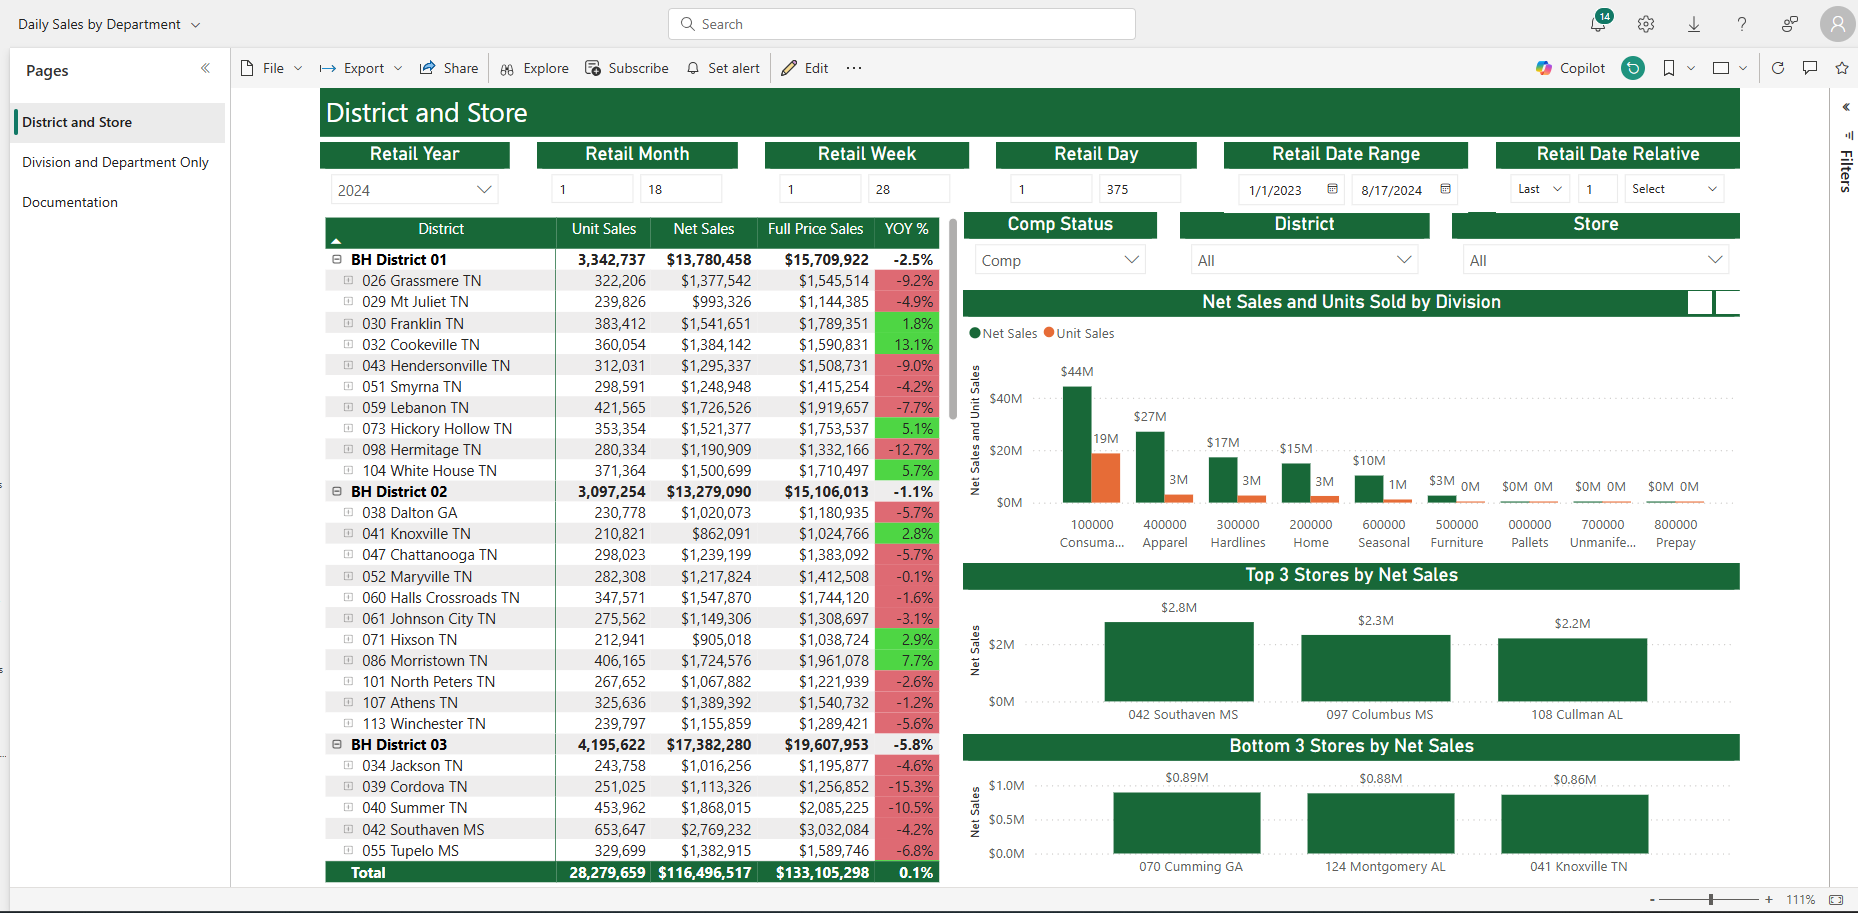 Daily Sales by Department
Search
14
Pages
File
Export
Share
Explore
Subscribe
Set alert
Edit
Copilot
District and Store
Division and Department Only
Documentation
Filters
District and Store
Retail Year
Retail Month
Retail Week
Retail Day
Retail Date Range
Retail Date Relative
2024
1 18
1 28
1 375
1/1/2023 8/17/2024
Last 1 Select
District Unit Sales Net Sales Full Price Sales YOY %
BH District 01 3,342,737 $13,780,458 $15,709,922 -2.5%
026 Grassmere TN 322,206 $1,377,542 $1,545,514 -9.2%
029 Mt Juliet TN 239,826 $993,326 $1,144,385 -4.9%
030 Franklin TN 383,412 $1,541,651 $1,789,351 1.8%
032 Cookeville TN 360,054 $1,384,142 $1,590,831 13.1%
043 Hendersonville TN 312,031 $1,295,337 $1,508,731 -9.0%
051 Smyrna TN 298,591 $1,248,948 $1,415,254 -4.2%
059 Lebanon TN 421,565 $1,726,526 $1,919,657 -7.7%
073 Hickory Hollow TN 353,354 $1,521,377 $1,753,537 5.1%
098 Hermitage TN 280,334 $1,190,909 $1,332,166 -12.7%
104 White House TN 371,364 $1,500,699 $1,710,497 5.7%
BH District 02 3,097,254 $13,279,090 $15,106,013 -1.1%
038 Dalton GA 230,778 $1,020,073 $1,180,935 -5.7%
041 Knoxville TN 210,821 $862,091 $1,024,766 2.8%
047 Chattanooga TN 298,023 $1,239,199 $1,383,092 -5.7%
052 Maryville TN 282,308 $1,217,824 $1,412,508 -0.1%
060 Halls Crossroads TN 347,571 $1,547,870 $1,744,120 -1.6%
061 Johnson City TN 275,562 $1,149,306 $1,308,697 -3.1%
071 Hixson TN 212,941 $905,018 $1,038,724 2.9%
086 Morristown TN 406,165 $1,724,576 $1,961,078 7.7%
101 North Peters TN 267,652 $1,067,882 $1,221,939 -2.6%
107 Athens TN 325,636 $1,389,392 $1,540,732 -1.2%
113 Winchester TN 239,797 $1,155,859 $1,289,421 -5.6%
BH District 03 4,195,622 $17,382,280 $19,607,953 -5.8%
034 Jackson TN 243,758 $1,016,256 $1,195,877 -4.6%
039 Cordova TN 251,025 $1,113,326 $1,256,852 -15.3%
040 Summer TN 453,962 $1,868,015 $2,085,225 -10.5%
042 Southaven MS 653,647 $2,769,232 $3,032,084 -4.2%
055 Tupelo MS 329,699 $1,382,915 $1,589,746 -6.8%
Total 28,279,659 $116,496,517 $133,105,298 0.1%
Comp Status
District
Store
Comp
All
All
Net Sales and Units Sold by Division
Net Sales Unit Sales
Net Sales and Unit Sales
$40M
$20M
$0M
$44M 19M
$27M 3M
$17M 3M
$15M 3M
$10M 1M
$3M 0M
$0M 0M
$0M 0M
$0M 0M
100000 400000 300000 200000 600000 500000 000000 700000 800000
Consuma... Apparel Hardlines Home Seasonal Furniture Pallets Unmanife... Prepay
Top 3 Stores by Net Sales
Net Sales
$2M
$0M
$2.8M $2.3M $2.2M
042 Southaven MS 097 Columbus MS 108 Cullman AL
Bottom 3 Stores by Net Sales
Net Sales
$1.0M
$0.5M
$0.0M
$0.89M $0.88M $0.86M
070 Cumming GA 124 Montgomery AL 041 Knoxville TN
- + 111%